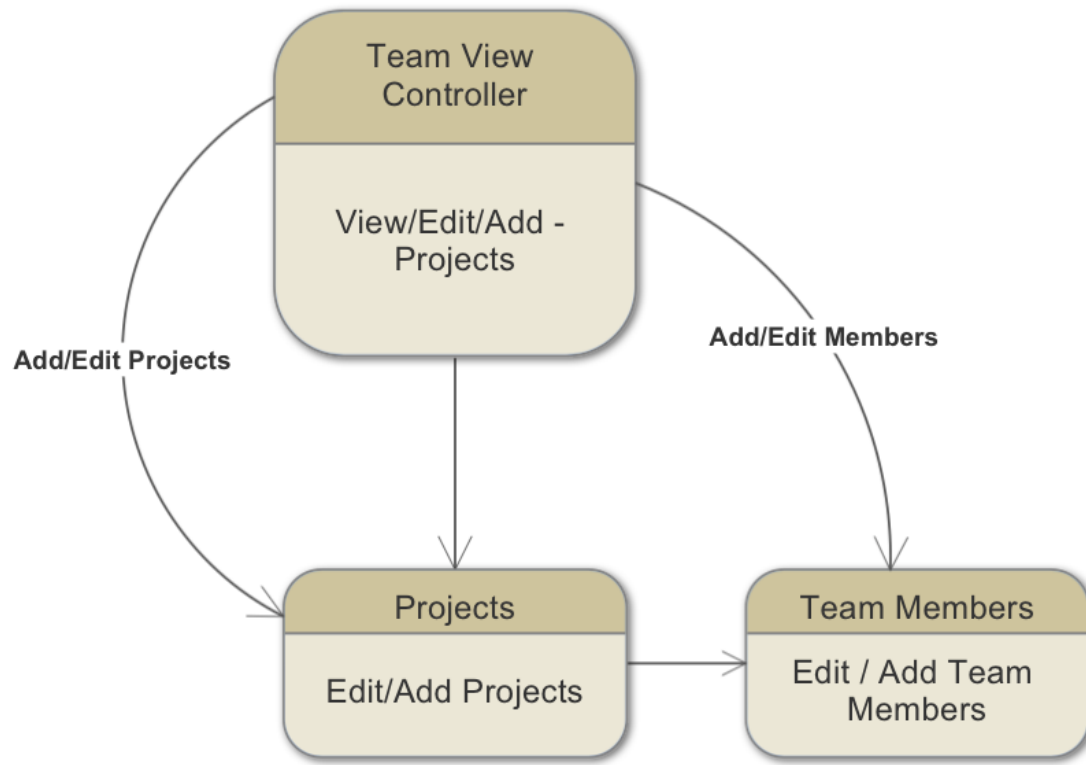 Team View
Controller
View/Edit/Add -
Projects
Add/Edit Projects
Add/Edit Members
Projects
Edit/Add Projects
Team Members
Edit / Add Team
Members